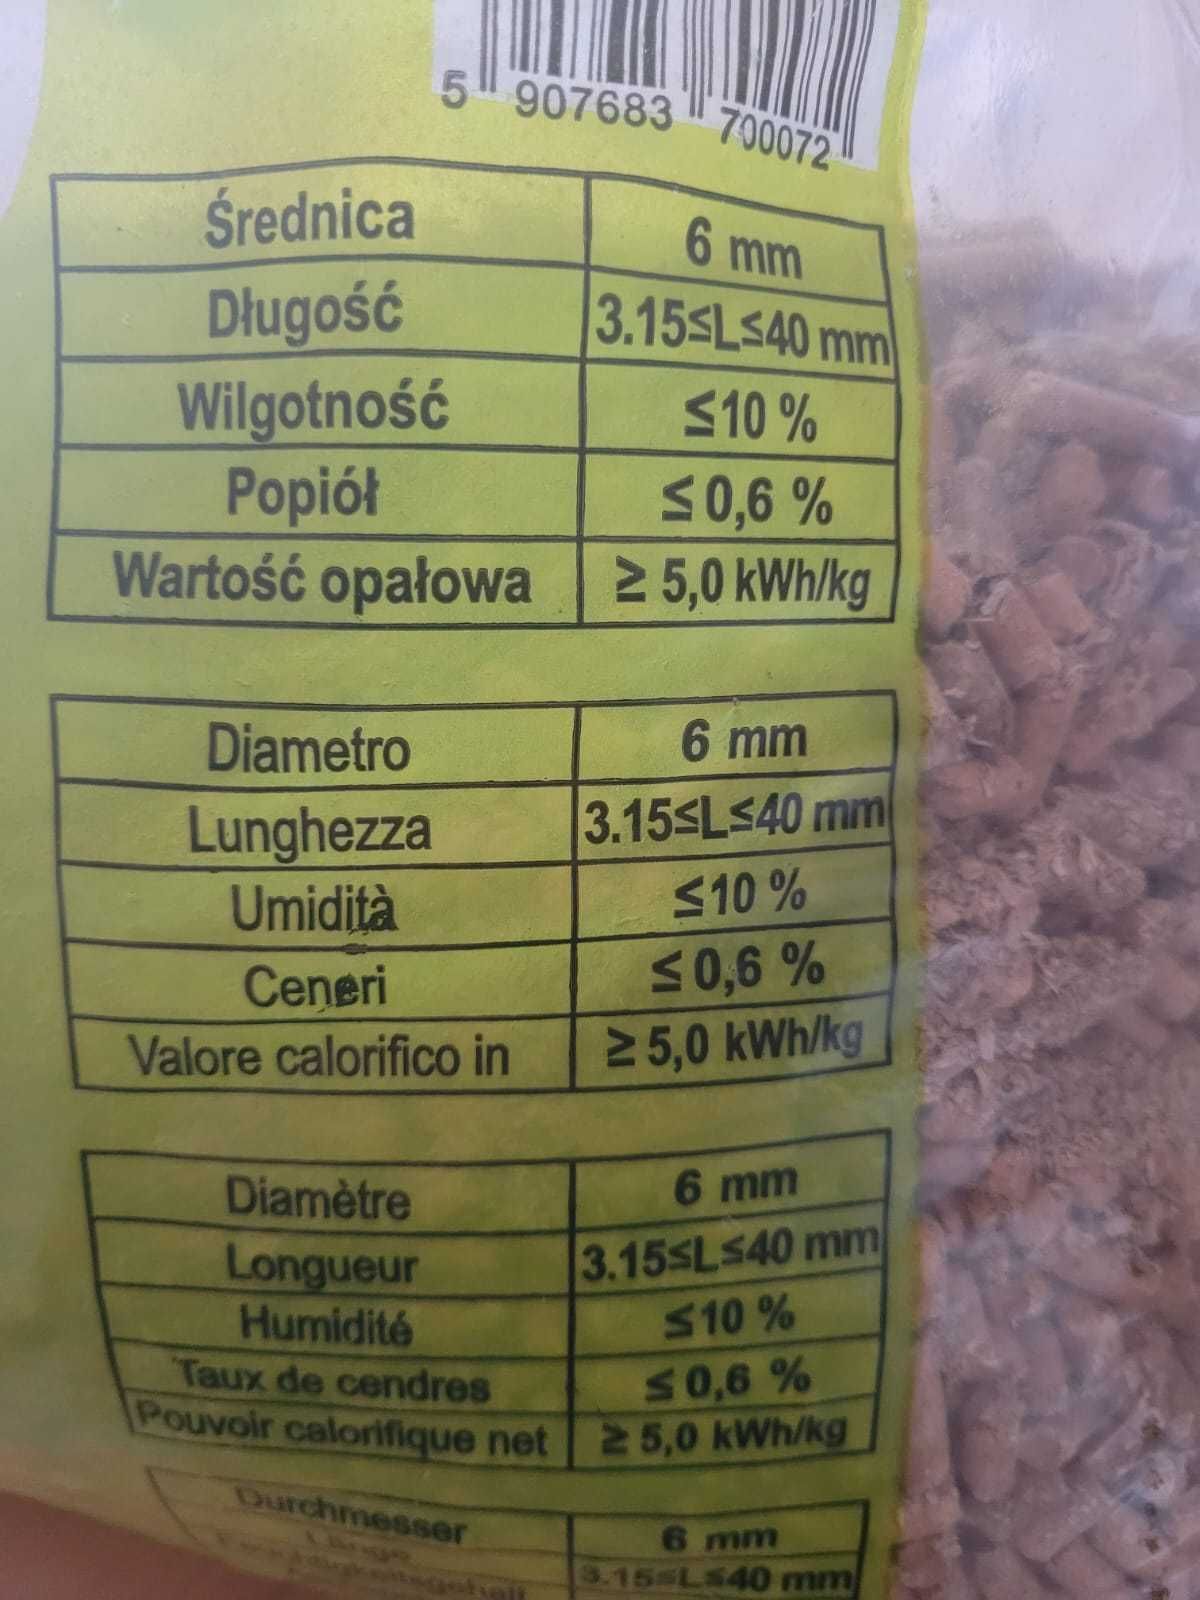 5 907683 700072
Średnica 6 mm
Długość 3.15≤L≤40 mm
Wilgotność ≤10 %
Popiół ≤ 0,6 %
Wartość opałowa ≥ 5,0 kWh/kg
Diametro 6 mm
Lunghezza 3.15≤L≤40 mm
Umidità ≤10 %
Ceneri ≤ 0,6 %
Valore calorifico in ≥ 5,0 kWh/kg
Diamètre 6 mm
Longueur 3.15≤L≤40 mm
Humidité ≤10 %
Taux de cendres ≤ 0,6 %
Pouvoir calorifique net ≥ 5,0 kWh/kg
Durchmesser 6 mm
Länge 3.15≤L≤40 mm